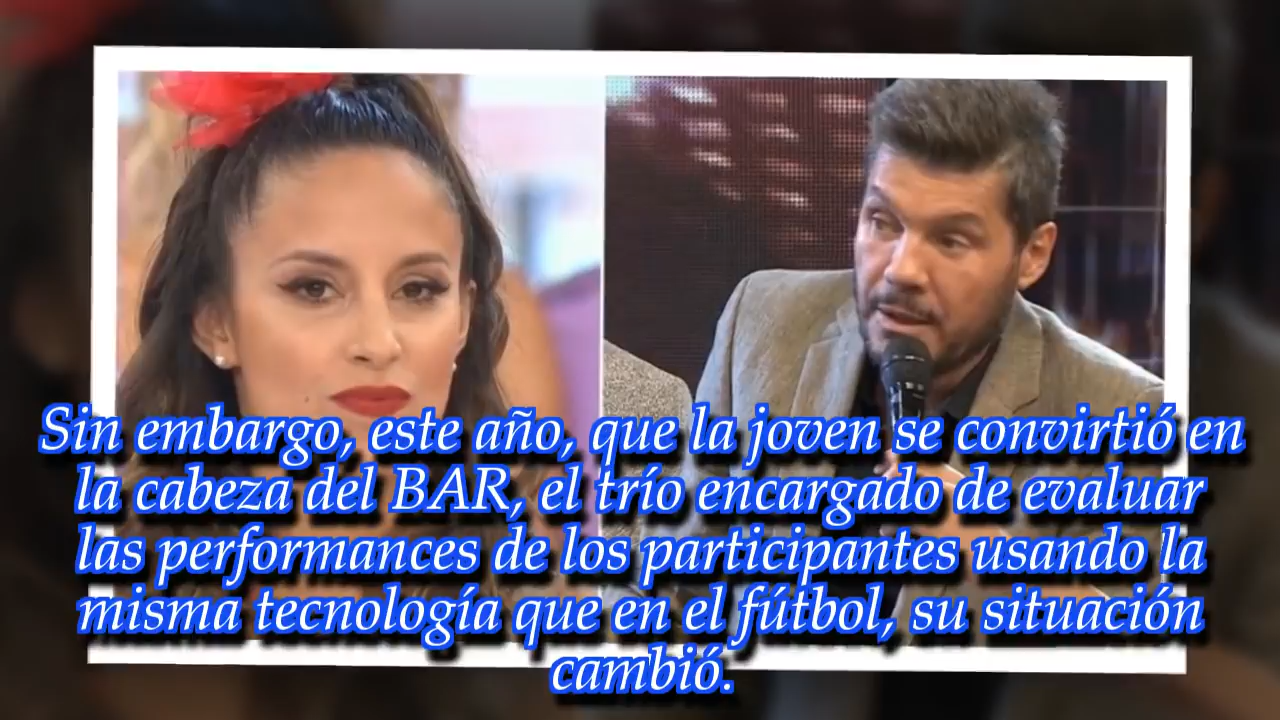 Sin embargo, este año, que la joven se convirtió en
la cabeza del BAR, el trío encargado de evaluar
las performances de los participantes usando la
misma tecnología que en el fútbol, su situación
cambió.